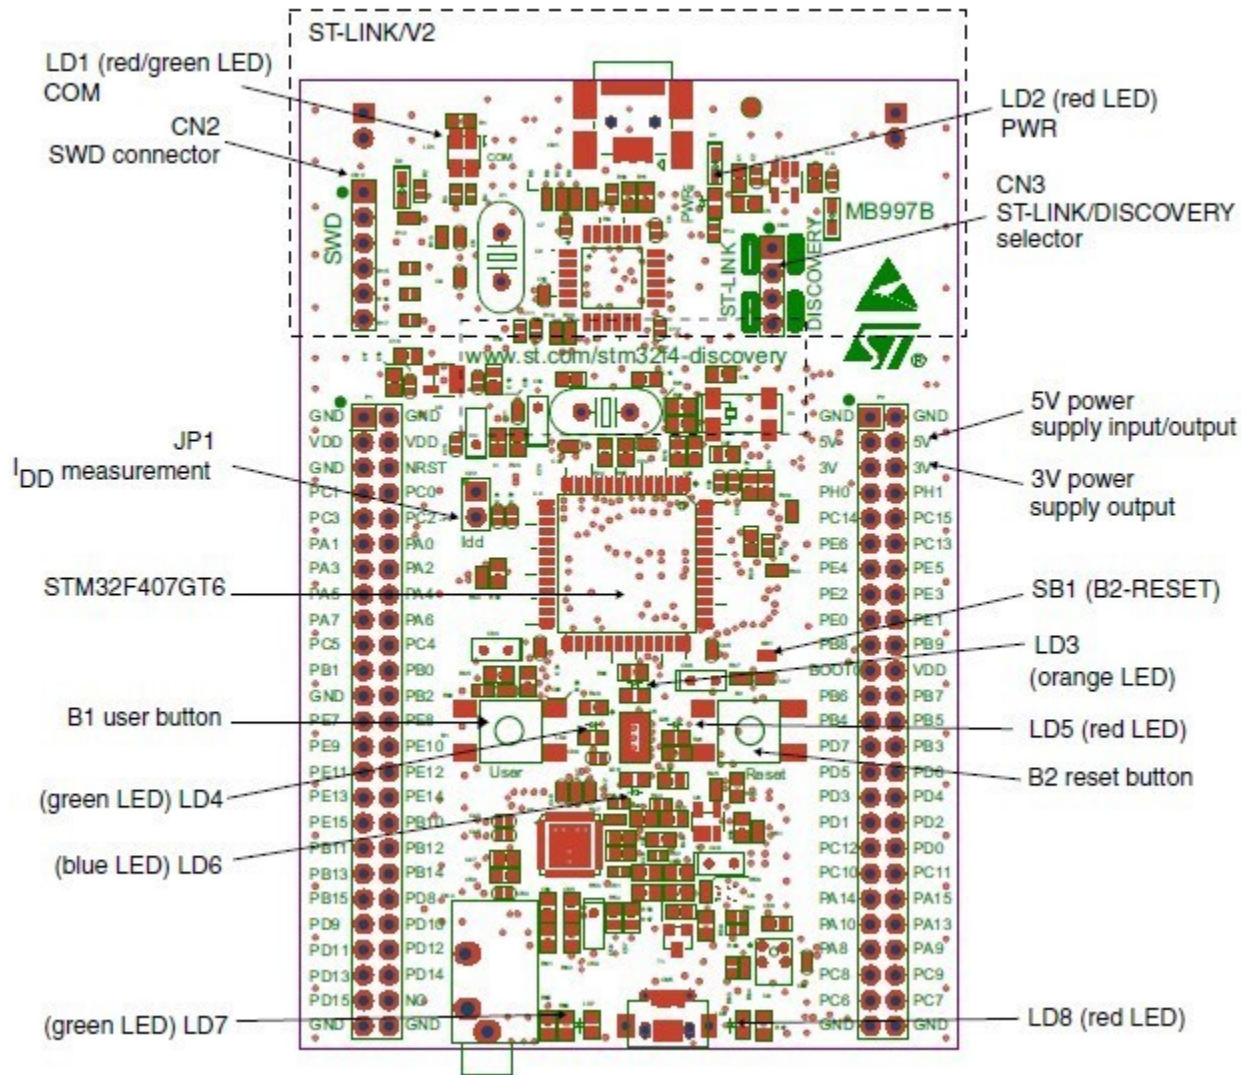 ST-LINK/V2
LD1 (red/green LED)
COM
CN2
SWD connector
LD2 (red LED)
PWR
CN3
ST-LINK/DISCOVERY
selector
COM
PWR
SWD
MB997B
ST-LINK
DISCOVERY
www.st.com/stm32f4-discovery
®
JP1
IDD measurement
Idd
STM32F407GT6
B1 user button
(green LED) LD4
(blue LED) LD6
(green LED) LD7
5V power
supply input/output
3V power
supply output
SB1 (B2-RESET)
LD3
(orange LED)
LD5 (red LED)
B2 reset button
LD8 (red LED)
User
Reset
GND GND GND GND
VDD VDD 5V 5V
GND NRST 3V 3V
PC1 PC0 PH0 PH1
PC3 PC2 PC14 PC15
PA1 PA0 PE6 PC13
PA3 PA2 PE4 PE5
PA5 PA4 PE2 PE3
PA7 PA6 PE0 PE1
PC5 PC4 PB8 PB9
PB1 PB0 BOOT0 VDD
GND PB2 PB6 PB7
PE7 PE8 PB4 PB5
PE9 PE10 PD7 PB3
PE11 PE12 PD5 PD6
PE13 PE14 PD3 PD4
PE15 PB10 PD1 PD2
PB11 PB12 PC12 PD0
PB13 PB14 PC10 PC11
PB15 PD8 PA14 PA15
PD9 PD10 PA10 PA13
PD11 PD12 PA8 PA9
PD13 PD14 PC8 PC9
PD15 NC PC6 PC7
GND GND GND GND